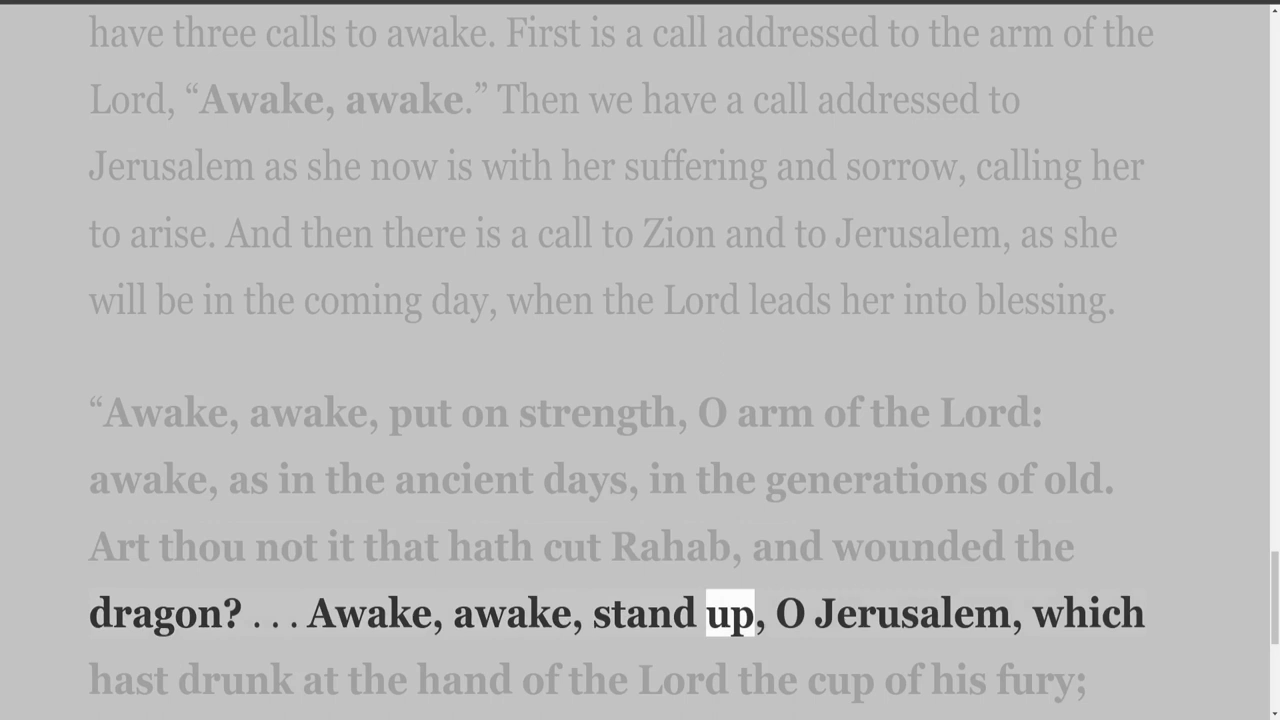 have three calls to awake. First is a call addressed to the arm of the
Lord, “Awake, awake.” Then we have a call addressed to
Jerusalem as she now is with her suffering and sorrow, calling her
to arise. And then there is a call to Zion and to Jerusalem, as she
will be in the coming day, when the Lord leads her into blessing.
“Awake, awake, put on strength, O arm of the Lord:
awake, as in the ancient days, in the generations of old.
Art thou not it that hath cut Rahab, and wounded the
dragon? . . . Awake, awake, stand up, O Jerusalem, which
hast drunk at the hand of the Lord the cup of his fury;